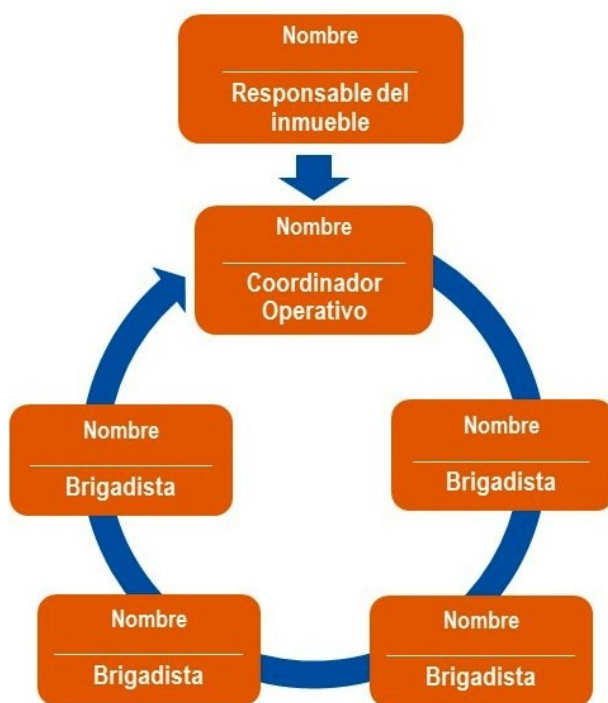 Nombre
Responsable del
inmueble
Nombre
Coordinador
Operativo
Nombre
Brigadista
Nombre
Brigadista
Nombre
Brigadista
Nombre
Brigadista